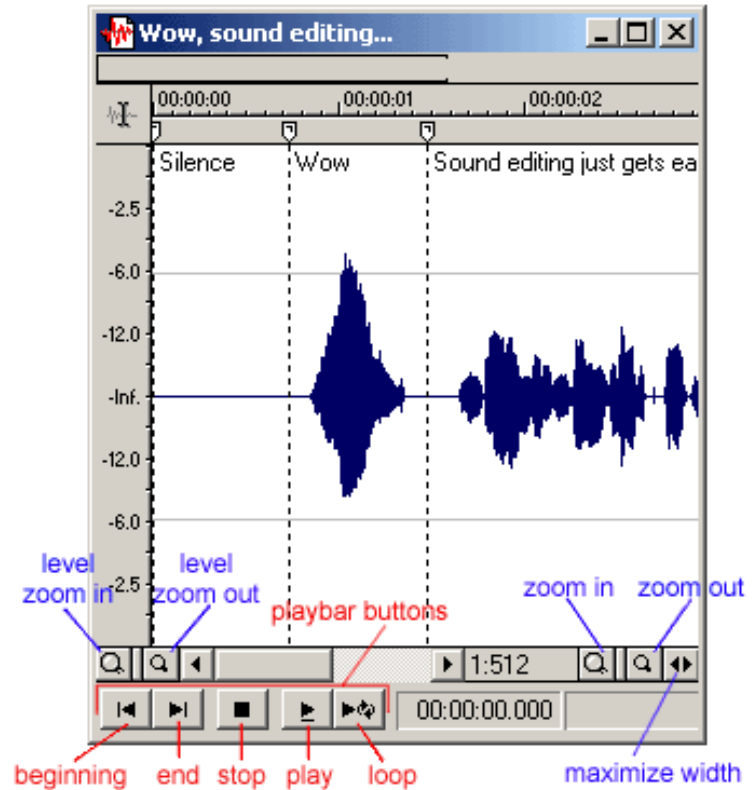 Wow, sound editing...
00:00:00 00:00:01 00:00:02
Silence Wow Sound editing just gets ea
-2.5
-6.0
-12.0
-Inf.
-12.0
-6.0
-2.5
level zoom in
level zoom out
playbar buttons
zoom in
zoom out
1:512
00:00:00.000
beginning end stop play loop
maximize width